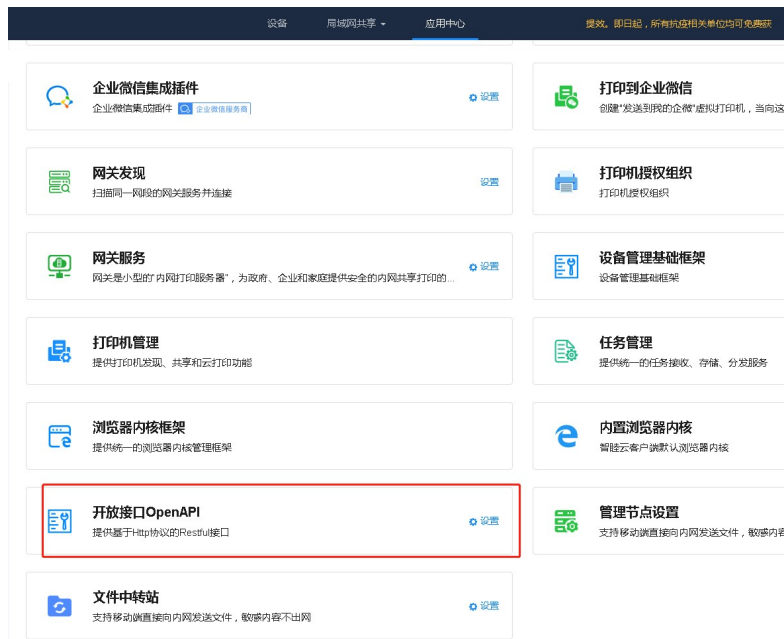 设备 局域网共享 应用中心 提效。即日起，所有抗疫相关单位均可免费获
企业微信集成插件
企业微信集成插件 企业微信服务商
设置
打印到企业微信
创建"发送到我的企微"虚拟打印机，当向这
网关发现
扫描同一网段的网关服务并连接
设置
打印机授权组织
打印机授权组织
网关服务
网关是小型的"内网打印服务器"，为政府、企业和家庭提供安全的内网共享打印的...
设置
设备管理基础框架
设备管理基础框架
打印机管理
提供打印机发现、共享和云打印功能
任务管理
提供统一的任务接收、存储、分发服务
浏览器内核框架
提供统一的浏览器内核管理框架
内置浏览器内核
智睦云客户端默认浏览器内核
开放接口OpenAPI
提供基于Http协议的Restful接口
设置
管理节点设置
支持移动端直接向内网发送文件，敏感内容
文件中转站
支持移动端直接向内网发送文件，敏感内容不出网
设置